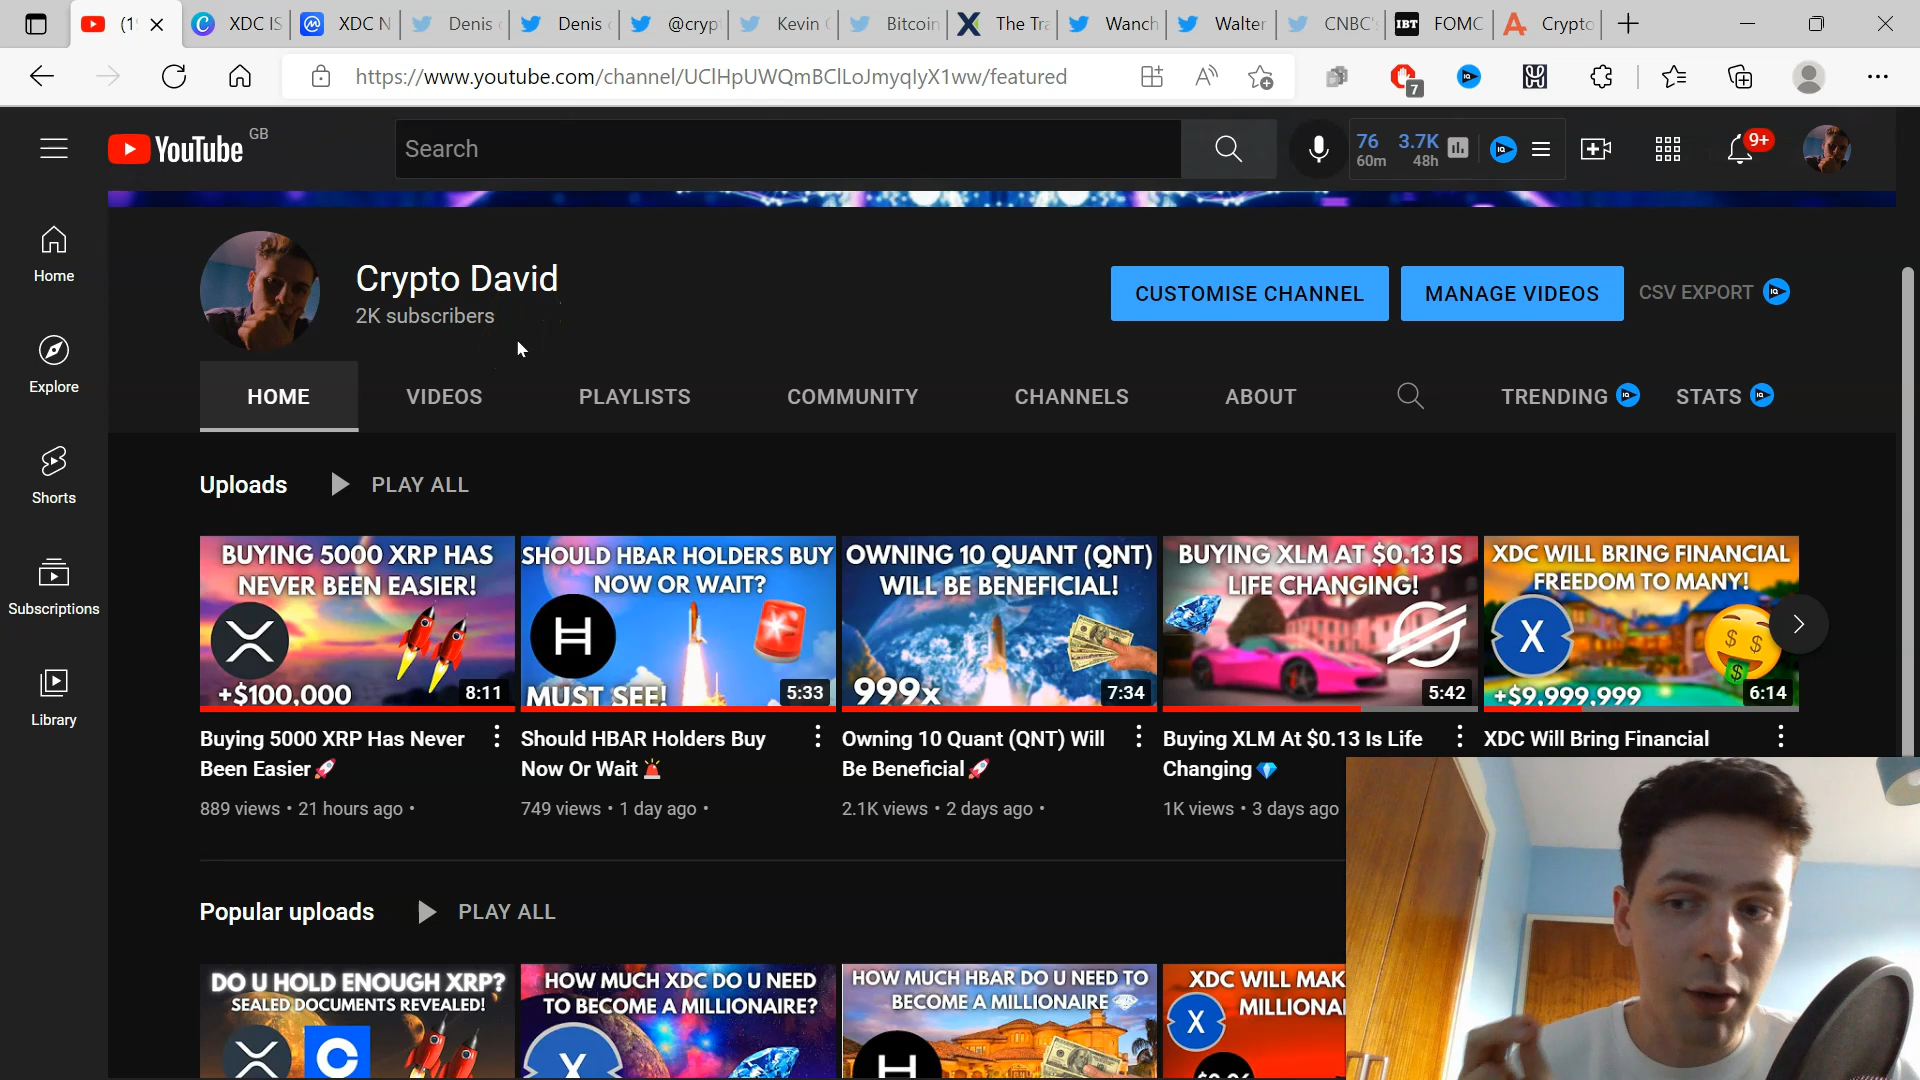 (1
XDC IS
XDC N
Denis
Denis
@crypt
Kevin
Bitcoin
The Tra
Wanch
Walter
CNBC'
IBT
FOMC
Crypto
https://www.youtube.com/channel/UClHpUWQmBClLoJmyqlyX1ww/featured
7
YouTube
GB
Search
76
60m
3.7K
48h
9+
Home
Explore
Shorts
Subscriptions
Library
Crypto David
2K subscribers
CUSTOMISE CHANNEL
MANAGE VIDEOS
CSV EXPORT
HOME
VIDEOS
PLAYLISTS
COMMUNITY
CHANNELS
ABOUT
TRENDING
STATS
Uploads
PLAY ALL
BUYING 5000 XRP HAS
NEVER BEEN EASIER!
+$100,000
8:11
SHOULD HBAR HOLDERS BUY
NOW OR WAIT?
MUST SEE!
5:33
OWNING 10 QUANT (QNT)
WILL BE BENEFICIAL!
999x
7:34
BUYING XLM AT $0.13 IS
LIFE CHANGING!
5:42
XDC WILL BRING FINANCIAL
FREEDOM TO MANY!
+$9,999,999
6:14
Buying 5000 XRP Has Never
Been Easier🚀
889 views • 21 hours ago •
Should HBAR Holders Buy
Now Or Wait🚨
749 views • 1 day ago •
Owning 10 Quant (QNT) Will
Be Beneficial🚀
2.1K views • 2 days ago •
Buying XLM At $0.13 Is Life
Changing💎
1K views • 3 days ago
XDC Will Bring Financial
Popular uploads
PLAY ALL
DO U HOLD ENOUGH XRP?
SEALED DOCUMENTS REVEALED!
HOW MUCH XDC DO U NEED
TO BECOME A MILLIONAIRE?
HOW MUCH HBAR DO U NEED TO
BECOME A MILLIONAIRE
XDC WILL MAK
MILLIONA